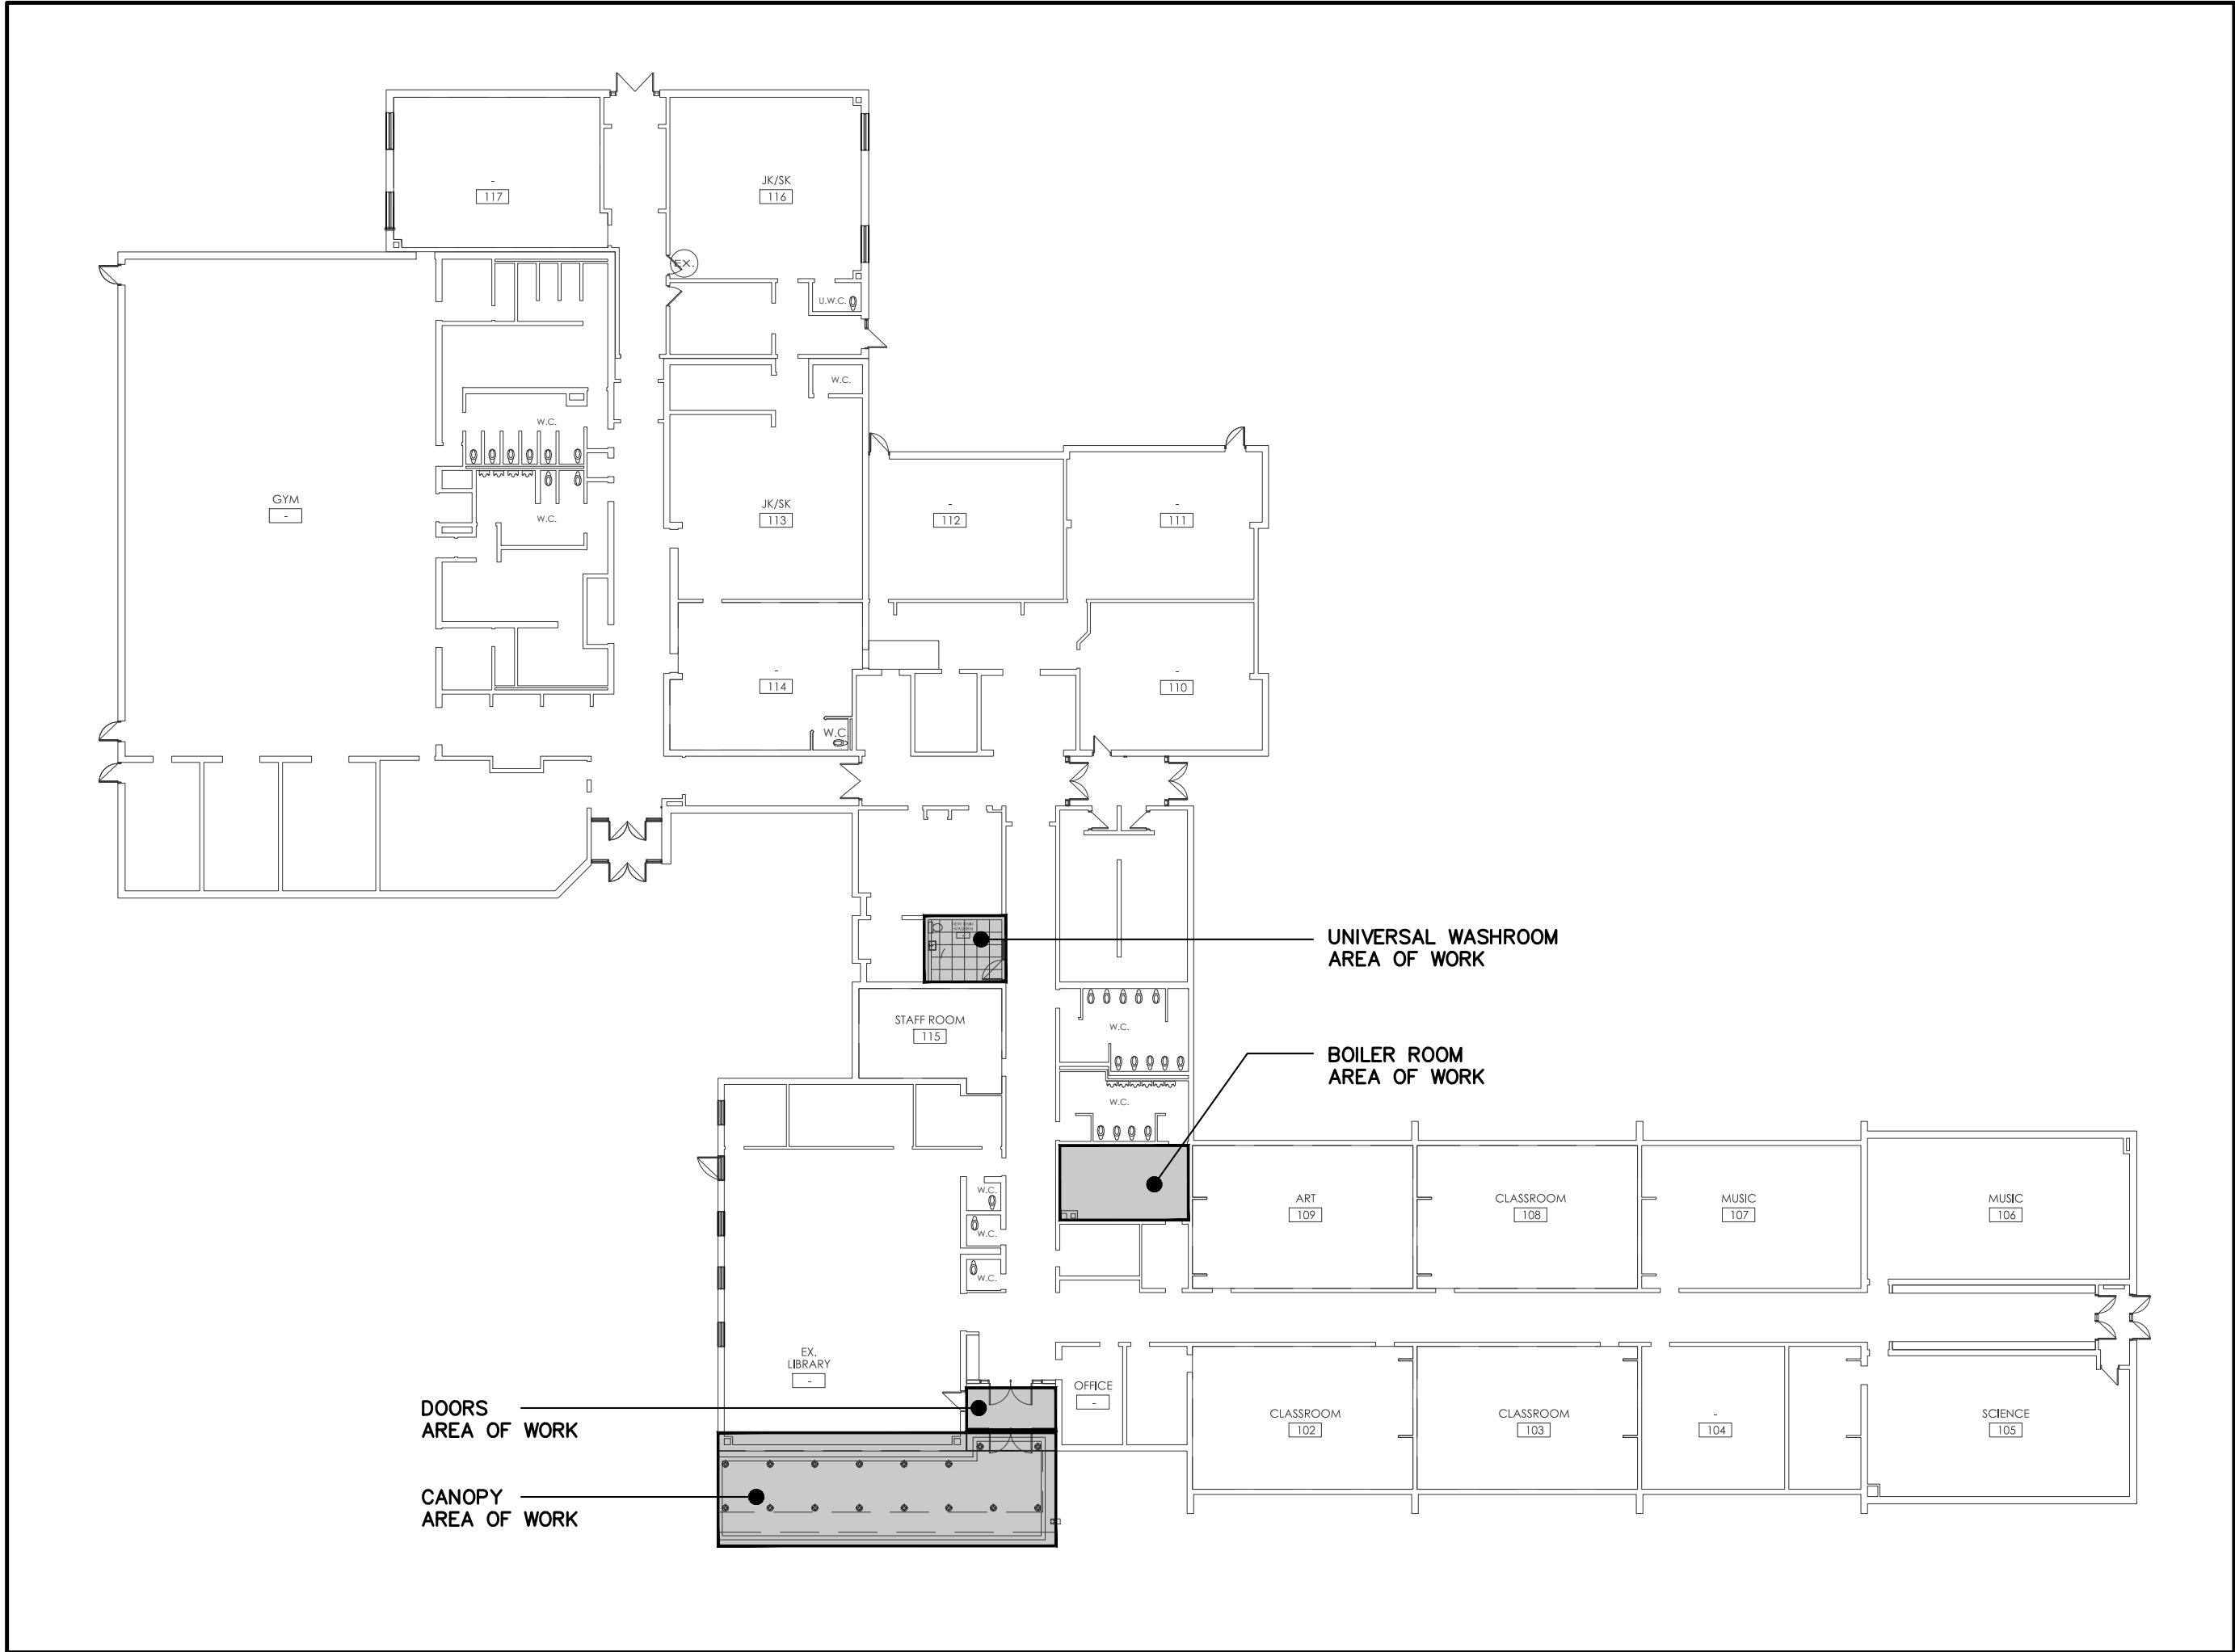 -
117
JK/SK
116
EX.
U.W.C.
W.C.
W.C.
GYM
-
W.C.
JK/SK
113
-
112
-
111
-
114
-
110
W.C.
UNIVERSAL WASHROOM
AREA OF WORK
STAFF ROOM
115
W.C.
BOILER ROOM
AREA OF WORK
W.C.
W.C.
W.C.
W.C.
ART
109
CLASSROOM
108
MUSIC
107
MUSIC
106
EX.
LIBRARY
-
OFFICE
-
DOORS
AREA OF WORK
CLASSROOM
102
CLASSROOM
103
-
104
SCIENCE
105
CANOPY
AREA OF WORK